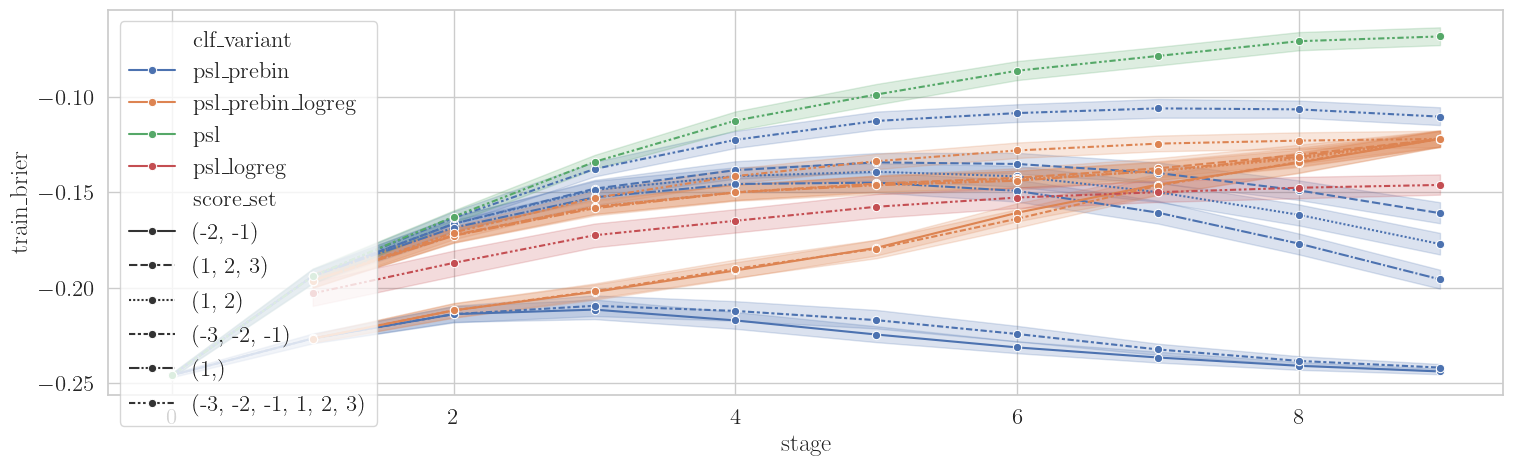 clf_variant
psl_prebin
psl_prebin_logreg
psl
psl_logreg
score_set
(-2, -1)
(1, 2, 3)
(1, 2)
(-3, -2, -1)
(1,)
(-3, -2, -1, 1, 2, 3)
train_brier
−0.10
−0.15
−0.20
−0.25
0
2
4
6
8
stage